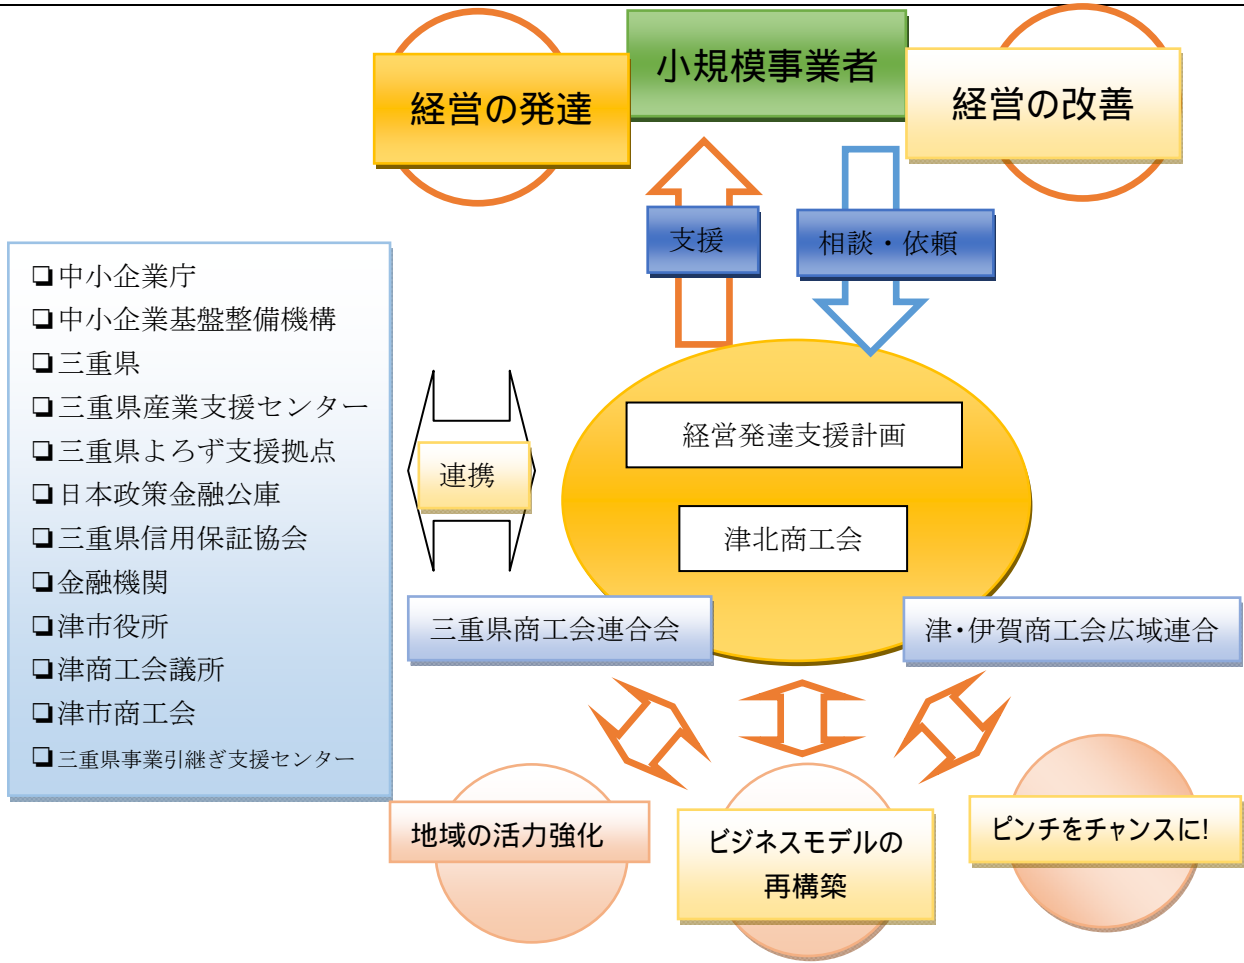 小規模事業者
経営の発達
経営の改善
支援
相談・依頼
❏中小企業庁
❏中小企業基盤整備機構
❏三重県
❏三重県産業支援センター
❏三重県よろず支援拠点
❏日本政策金融公庫
❏三重県信用保証協会
❏金融機関
❏津市役所
❏津商工会議所
❏津市商工会
❏三重県事業引継ぎ支援センター
連携
経営発達支援計画
津北商工会
三重県商工会連合会
津・伊賀商工会広域連合
地域の活力強化
ビジネスモデルの
再構築
ピンチをチャンスに!